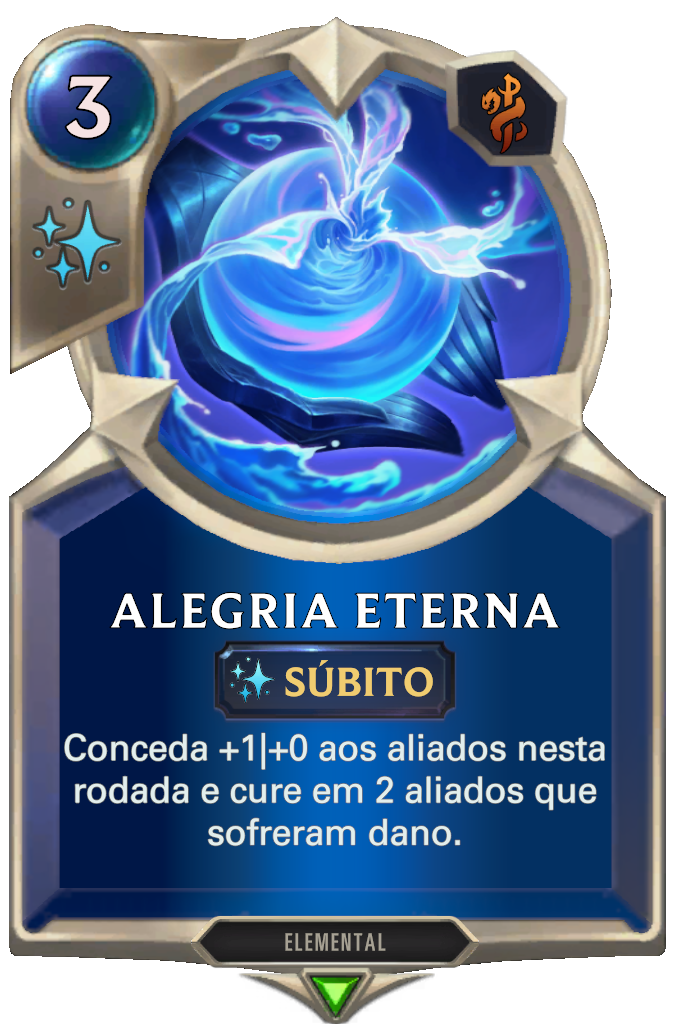 3
ALEGRIA ETERNA
SÚBITO
Conceda +1|+0 aos aliados nesta
rodada e cure em 2 aliados que
sofreram dano.
ELEMENTAL